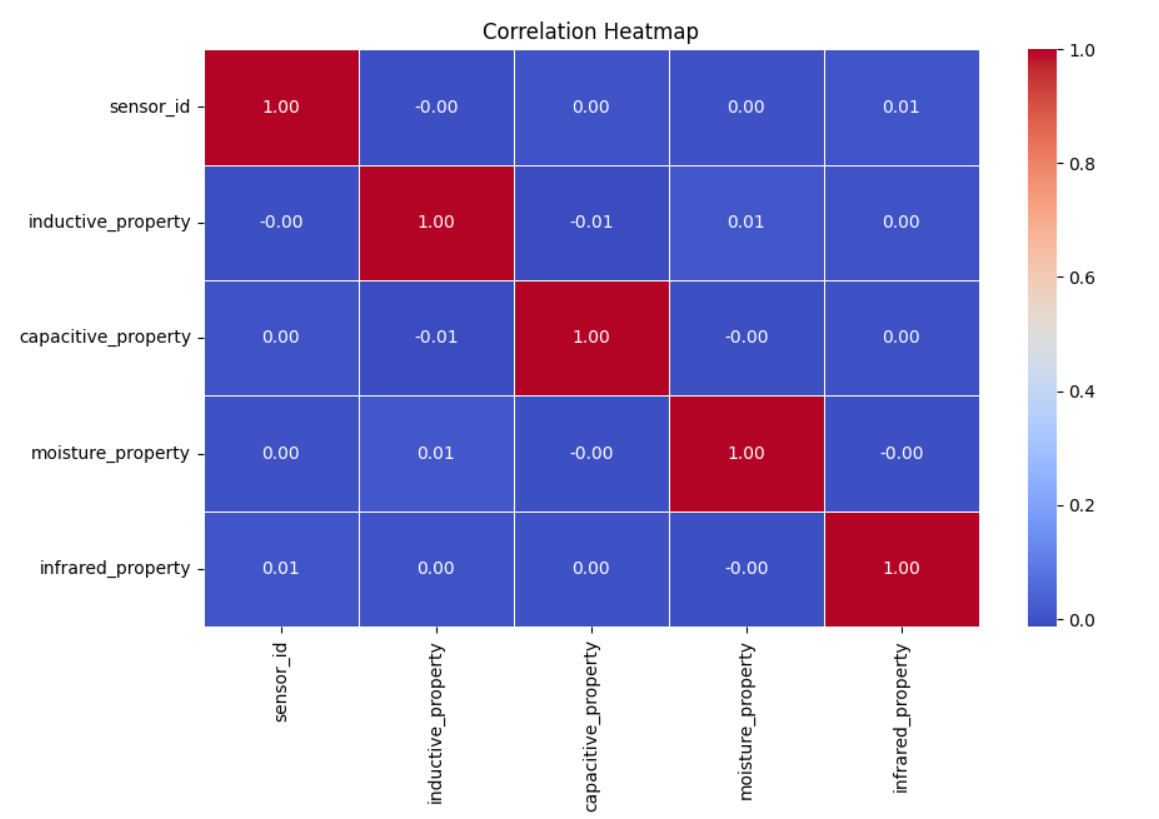 Correlation Heatmap
sensor_id 1.00 -0.00 0.00 0.00 0.01
inductive_property -0.00 1.00 -0.01 0.01 0.00
capacitive_property 0.00 -0.01 1.00 -0.00 0.00
moisture_property 0.00 0.01 -0.00 1.00 -0.00
infrared_property 0.01 0.00 0.00 -0.00 1.00
sensor_id
inductive_property
capacitive_property
moisture_property
infrared_property
1.0
0.8
0.6
0.4
0.2
0.0